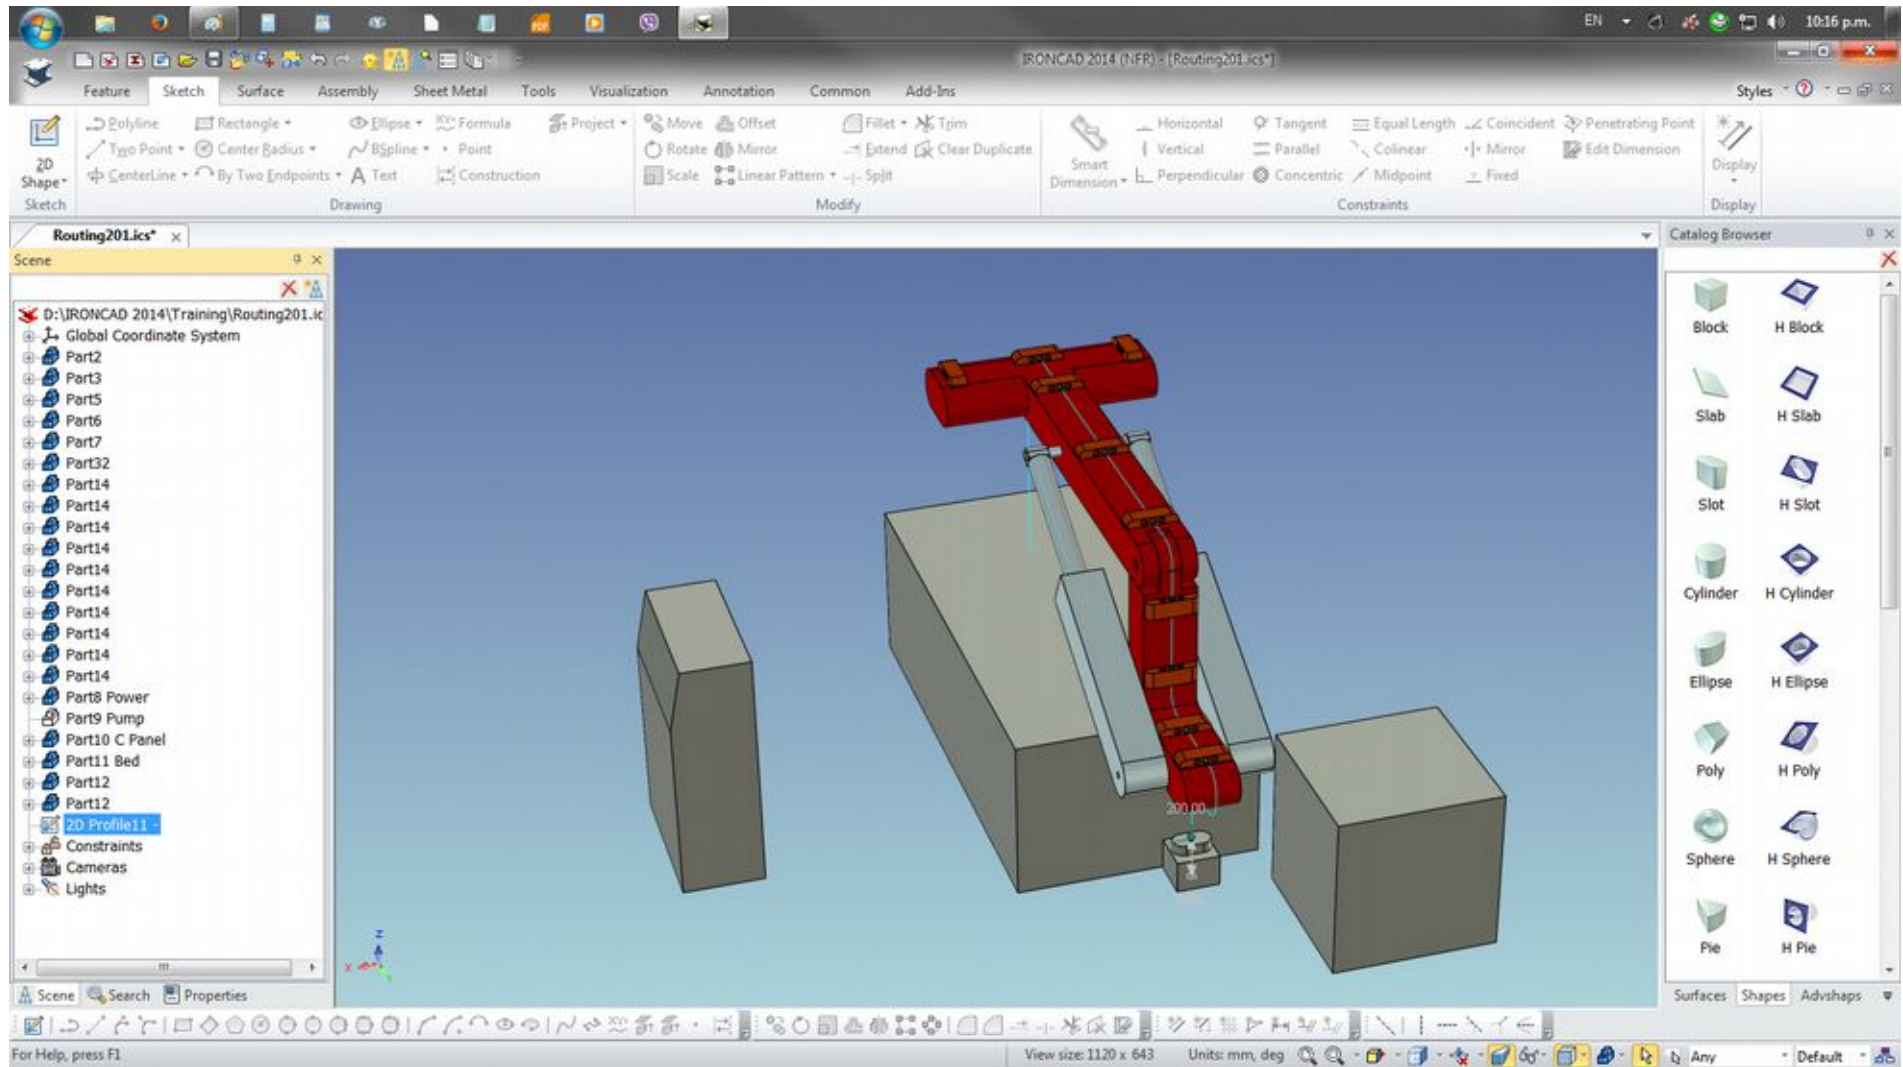 EN 10:16 p.m.
IRONCAD 2014 (NFR) - [Routing201.ics*]
Feature Sketch Surface Assembly Sheet Metal Tools Visualization Annotation Common Add-Ins Styles
Polyline Rectangle Ellipse Formula Project Move Offset Fillet Trim Horizontal Tangent Equal Length Coincident Penetrating Point
Two Point Center Radius BSpline Point Rotate Mirror Extend Clear Duplicate Vertical Parallel Colinear Mirror Edit Dimension
CenterLine By Two Endpoints Text Construction Scale Linear Pattern Split Perpendicular Concentric Midpoint Fixed
2D Shape
Smart Dimension
Display
Sketch Drawing Modify Constraints Display
Routing201.ics*
Catalog Browser
Scene
D:\IRONCAD 2014\Training\Routing201.ic
Global Coordinate System
Part2
Part3
Part5
Part6
Part7
Part32
Part14
Part14
Part14
Part14
Part14
Part14
Part14
Part14
Part14
Part14
Part8 Power
Part9 Pump
Part10 C Panel
Part11 Bed
Part12
Part12
2D Profile11 -
Constraints
Cameras
Lights
200.00
Z
X
Y
Block H Block
Slab H Slab
Slot H Slot
Cylinder H Cylinder
Ellipse H Ellipse
Poly H Poly
Sphere H Sphere
Pie H Pie
Scene Search Properties
Surfaces Shapes Advshaps
For Help, press F1 View size: 1120 x 643 Units: mm, deg Any Default